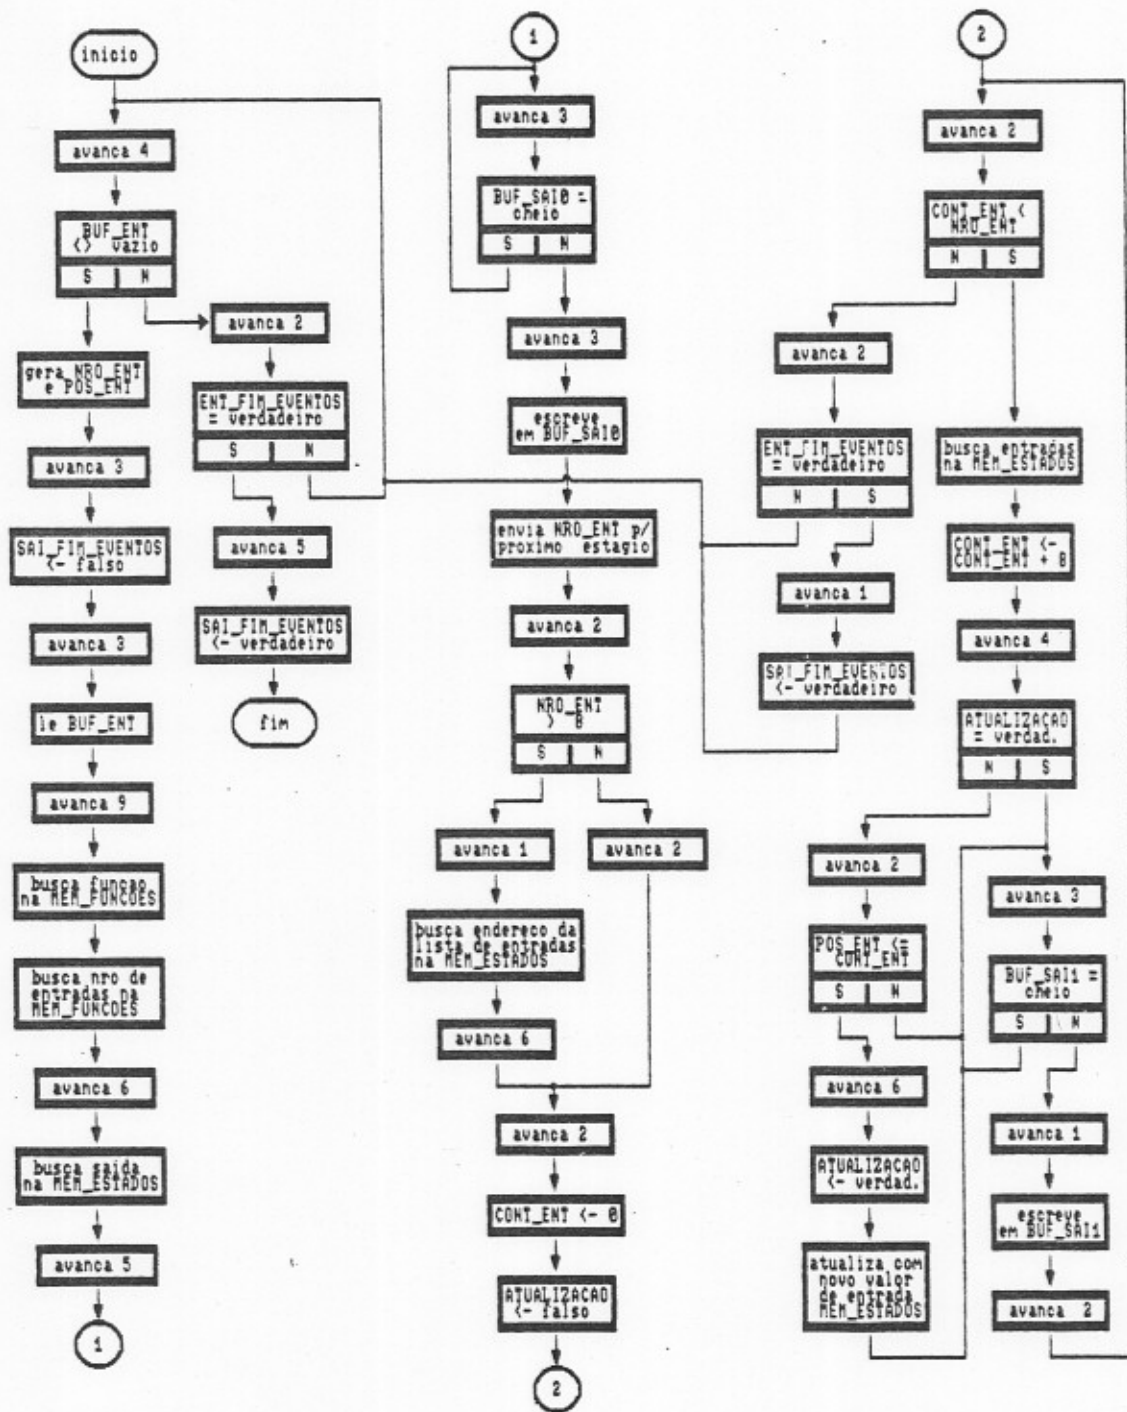 inicio
avanca 4
BUF_ENT
<> vazio
S N
gera NRO_ENT
e POS_ENT
avanca 3
SAI_FIM_EVENTOS
<- falso
avanca 3
le BUF_ENT
avanca 9
busca funcao
na MEM_FUNCOES
busca nro de
entradas na
MEM_FUNCOES
avanca 6
busca saida
na MEM_ESTADOS
avanca 5
1
avanca 2
ENT_FIM_EVENTOS
= verdadeiro
S N
avanca 5
SAI_FIM_EVENTOS
<- verdadeiro
fim
1
avanca 3
BUF_SAI0 =
cheio
S N
avanca 3
escreve
em BUF_SAI0
envia NRO_ENT p/
proximo estagio
avanca 2
NRO_ENT
> 8
S N
avanca 1
busca endereco da
lista de entradas
na MEM_ESTADOS
avanca 6
avanca 2
avanca 2
CONT_ENT <- 0
ATUALIZACAO
<- falso
2
2
avanca 2
CONT_ENT <
NRO_ENT
N S
avanca 2
ENT_FIM_EVENTOS
= verdadeiro
N S
avanca 1
SAI_FIM_EVENTOS
<- verdadeiro
busca entradas
na MEM_ESTADOS
CONT_ENT <-
CONT_ENT + 8
avanca 4
ATUALIZACAO
= verdad.
N S
avanca 2
POS_ENT <=
CONT_ENT
S N
avanca 6
ATUALIZACAO
<- verdad.
atualiza com
novo valor
de entrada
MEM_ESTADOS
avanca 3
BUF_SAI1 =
cheio
S N
avanca 1
escreve
em BUF_SAI1
avanca 2